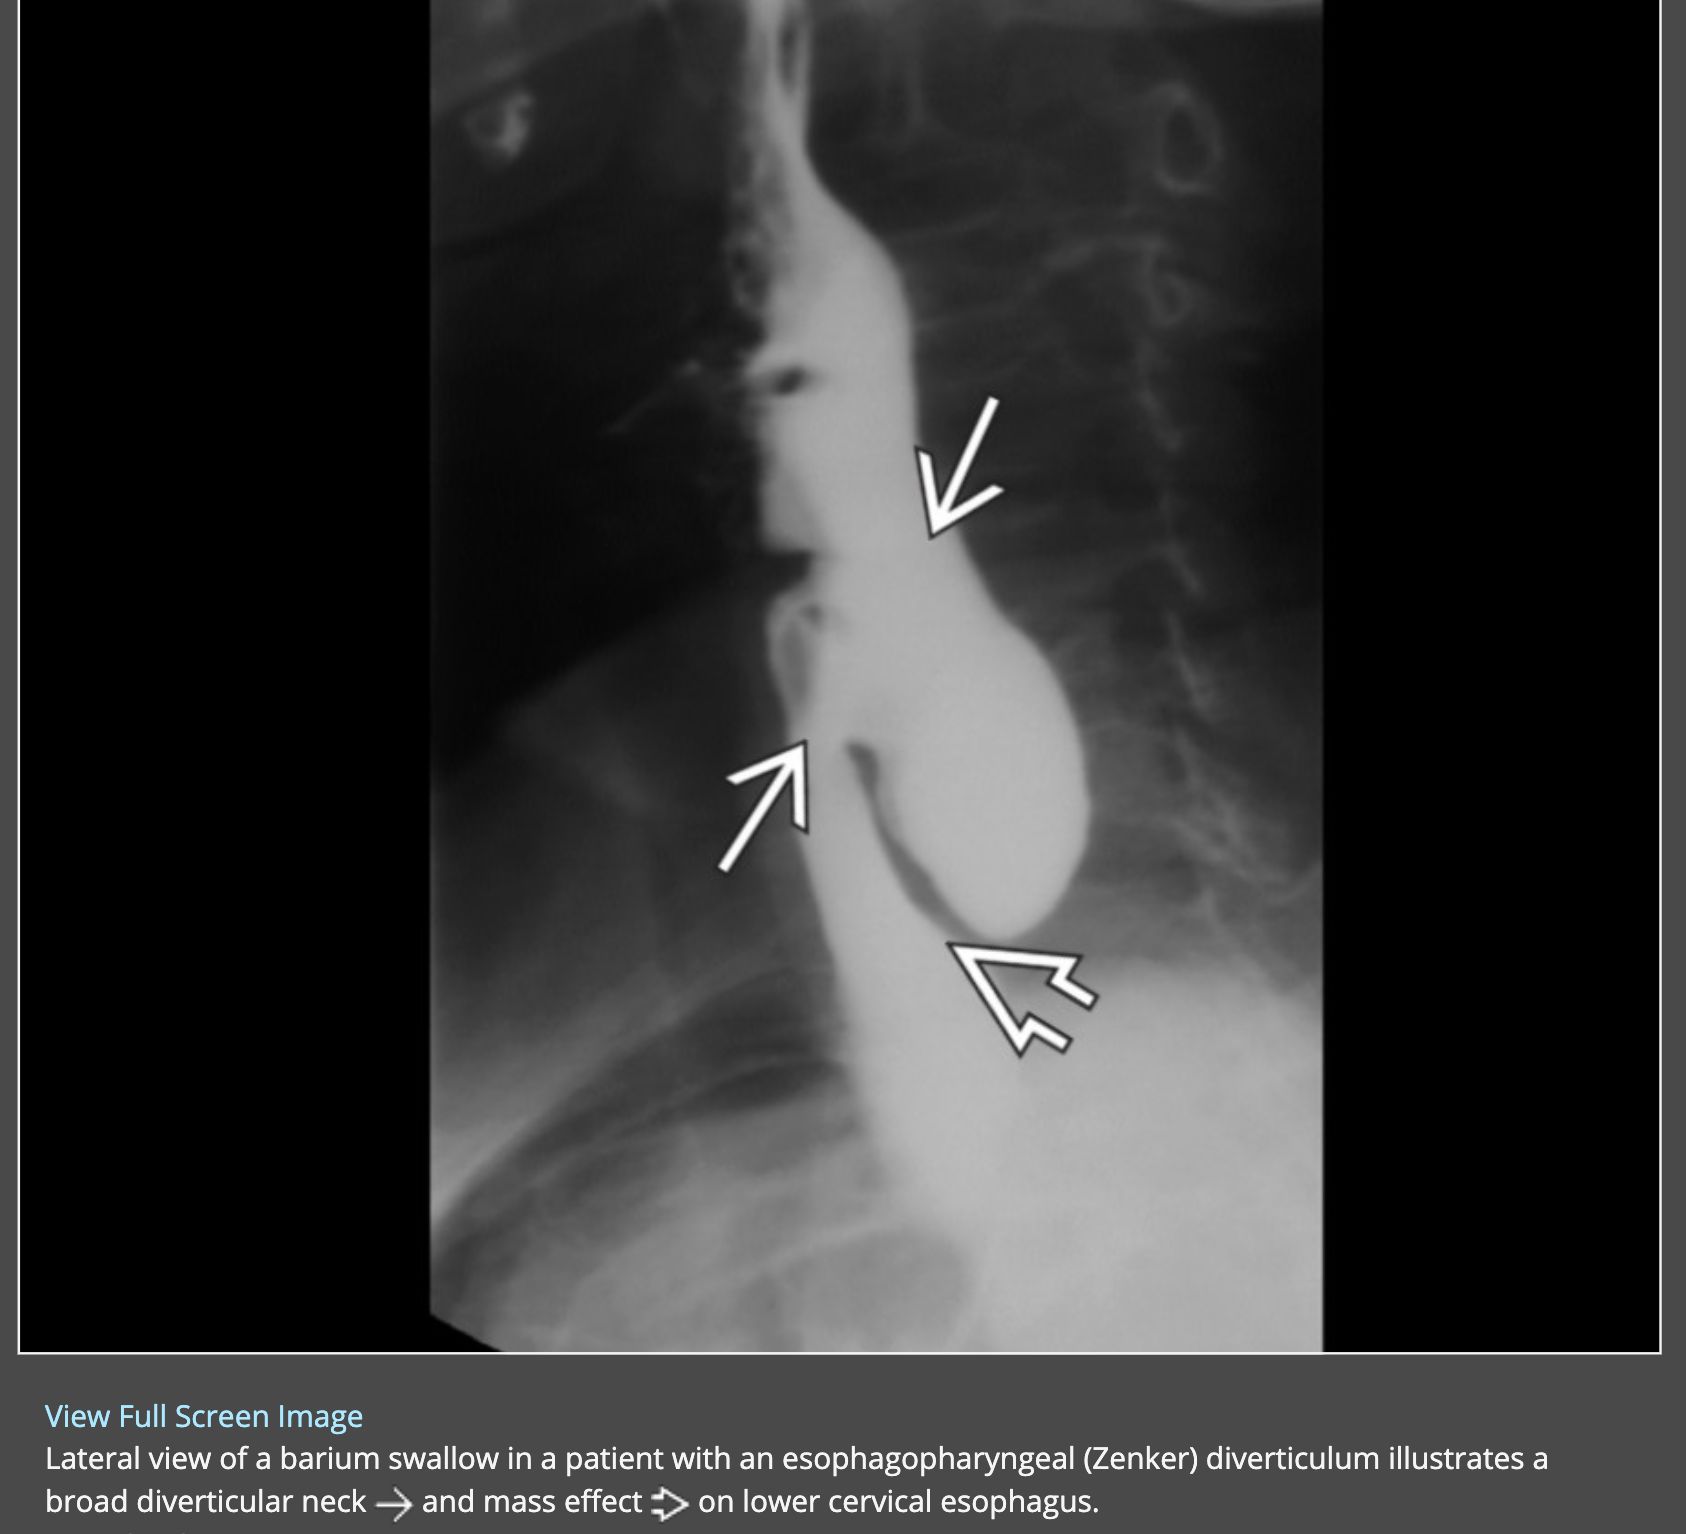 View Full Screen Image
Lateral view of a barium swallow in a patient with an esophagopharyngeal (Zenker) diverticulum illustrates a
broad diverticular neck → and mass effect ⇨ on lower cervical esophagus.